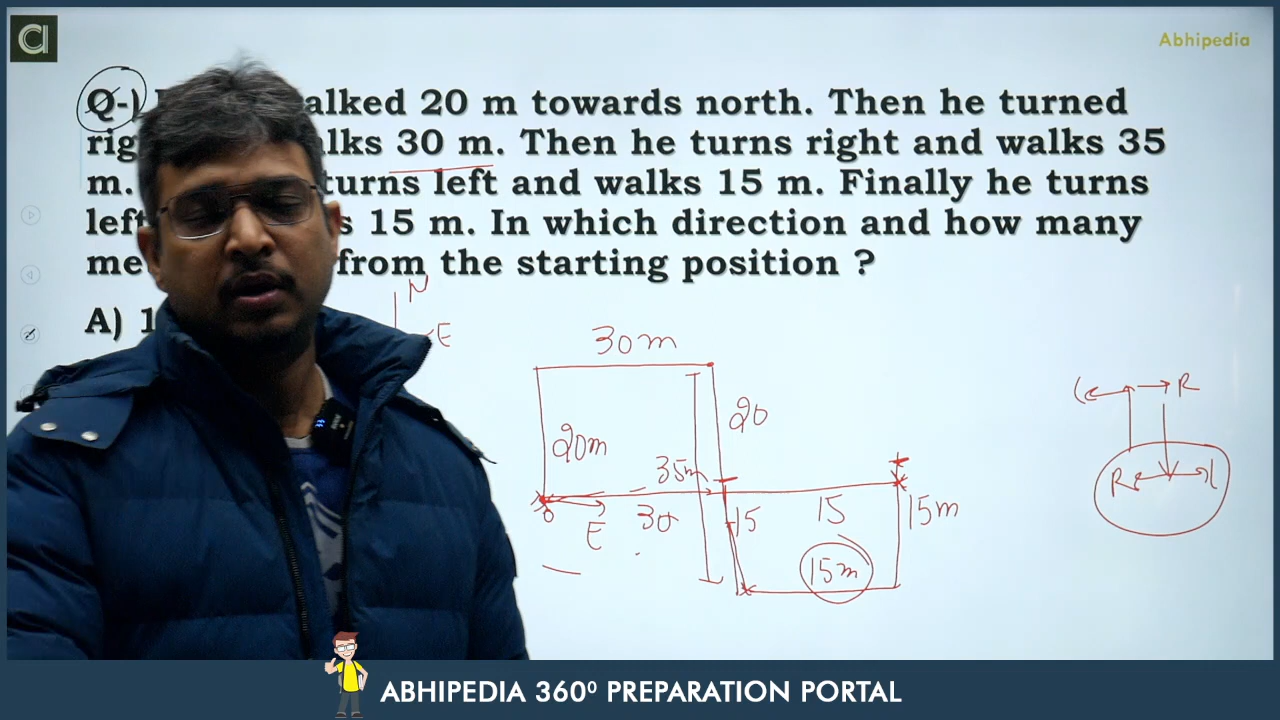 Abhipedia
Q-) alked 20 m towards north. Then he turned
rig alks 30 m. Then he turns right and walks 35
m. turns left and walks 15 m. Finally he turns
left s 15 m. In which direction and how many
me from the starting position ?
A) 1
N
E
30m
20m
20
35m
30
E
15
15
15m
15m
R
R
L
ABHIPEDIA 360⁰ PREPARATION PORTAL